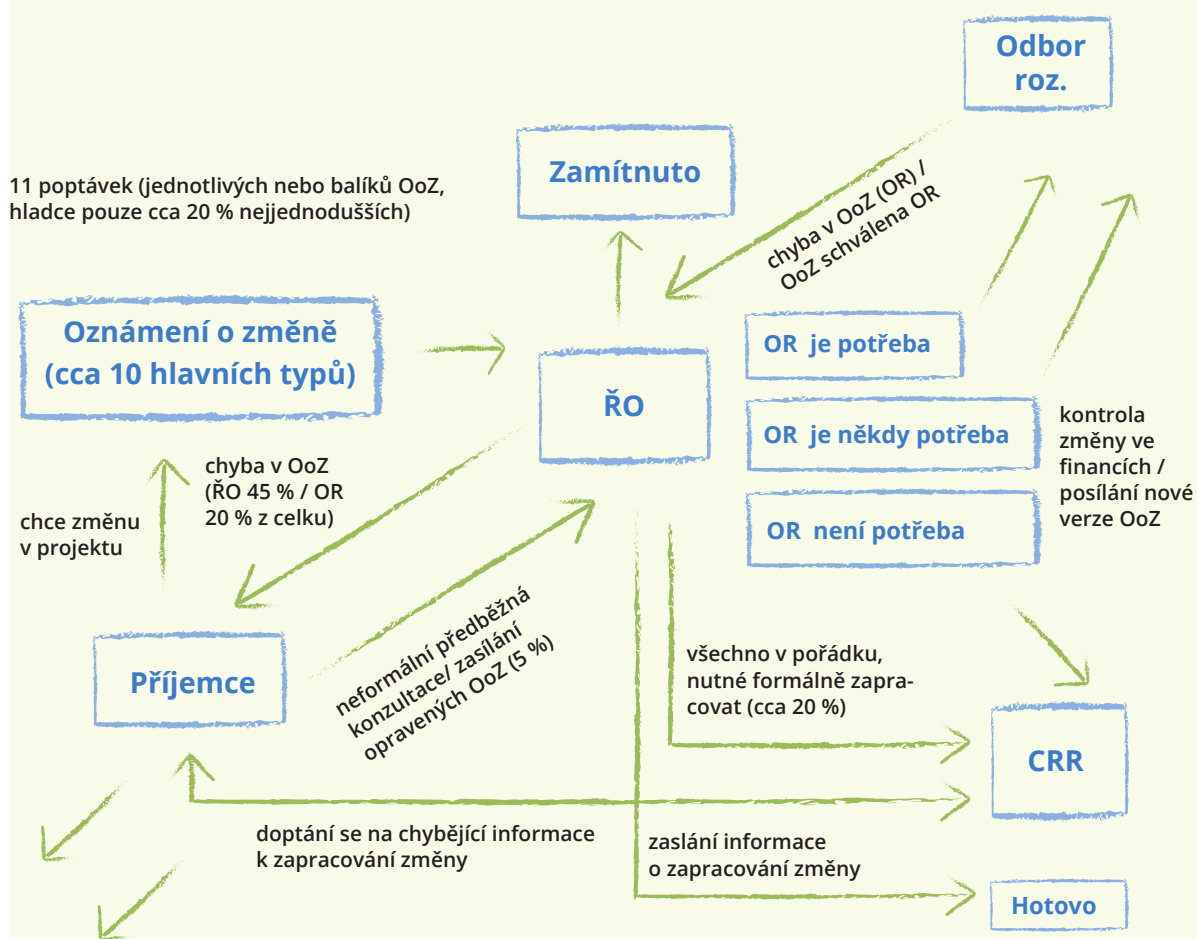 Odbor
roz.
Zamítnuto
11 poptávek (jednotlivých nebo balíků OoZ,
hladce pouze cca 20 % nejjednodušších)
chyba v OoZ (OR) /
OoZ schválena OR
Oznámení o změně
(cca 10 hlavních typů)
ŘO
OR je potřeba
OR je někdy potřeba
OR není potřeba
kontrola
změny ve
financích /
posílání nové
verze OoZ
chyba v OoZ
(ŘO 45 % / OR
20 % z celku)
chce změnu
v projektu
Příjemce
neformální předběžná
konzultace/ zasílání
opravených OoZ (5 %)
všechno v pořádku,
nutné formálně zapra-
covat (cca 20 %)
CRR
doptání se na chybějící informace
k zapracování změny
zaslání informace
o zapracování změny
Hotovo